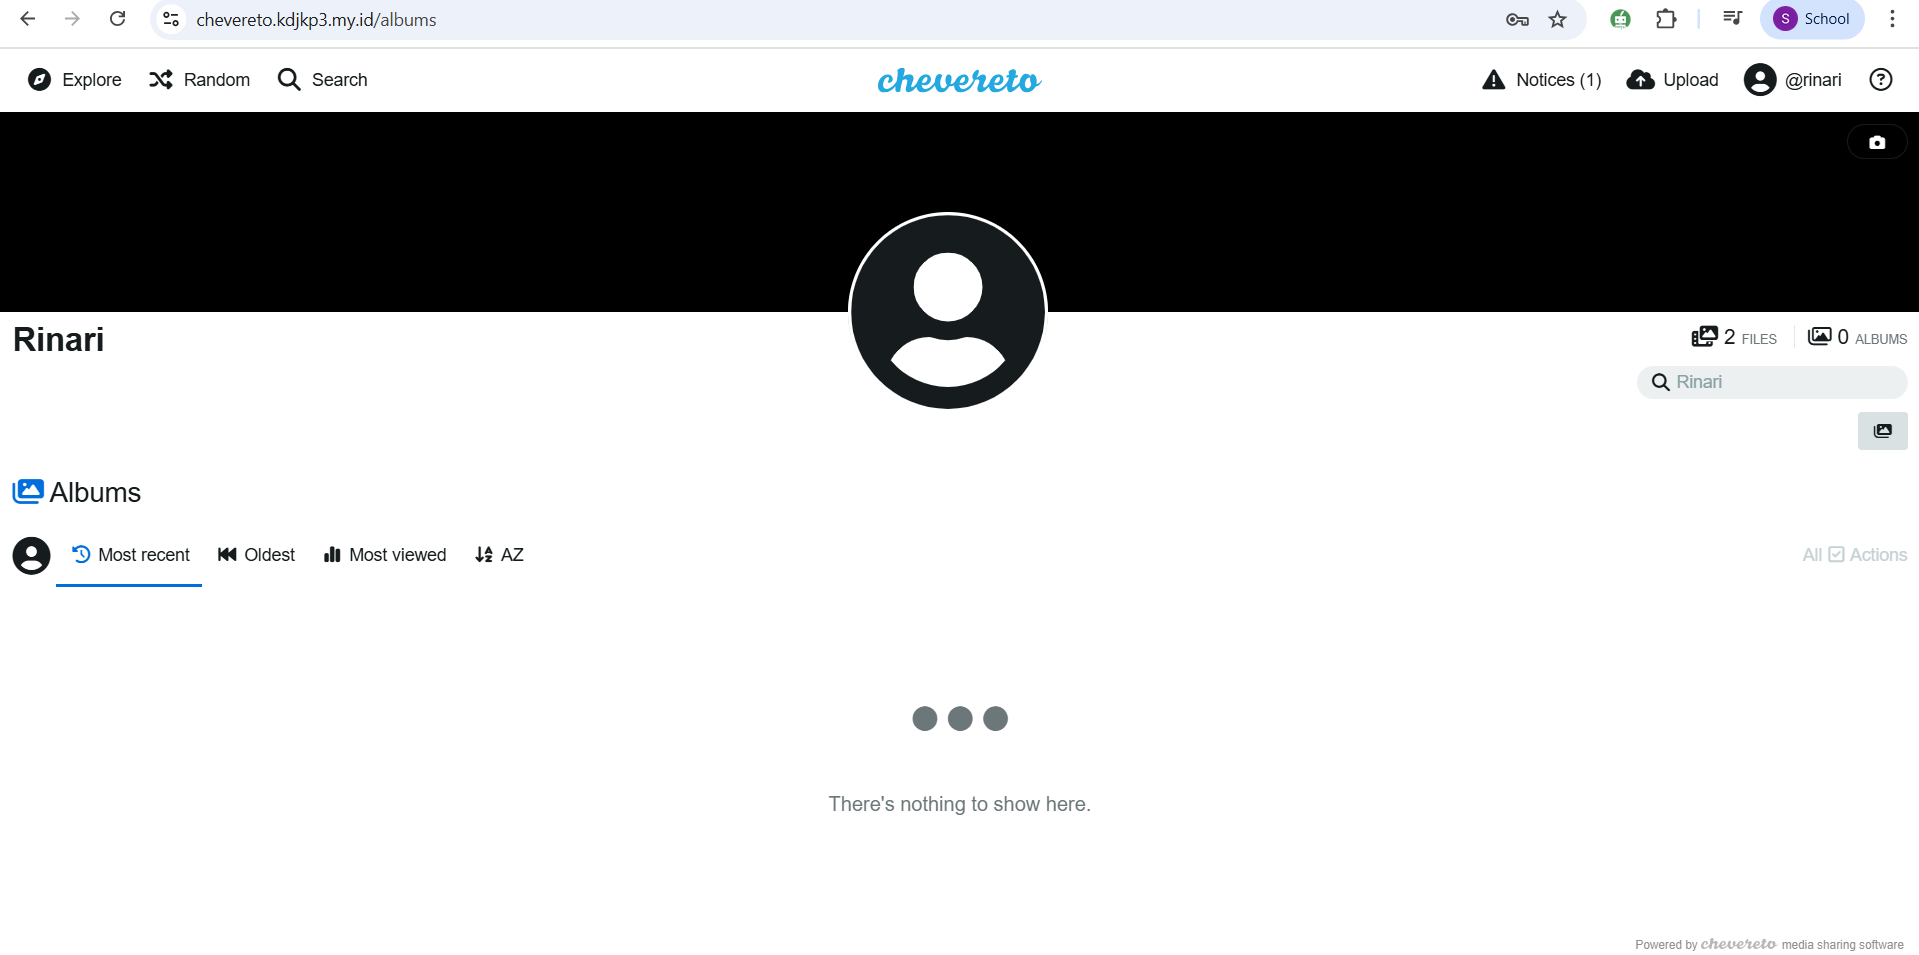 chevereto.kdjkp3.my.id/albums
S School
Explore Random Search chevereto Notices (1) Upload @rinari
Rinari
2 FILES 0 ALBUMS
Rinari
Albums
Most recent Oldest Most viewed AZ All Actions
There's nothing to show here.
Powered by chevereto media sharing software